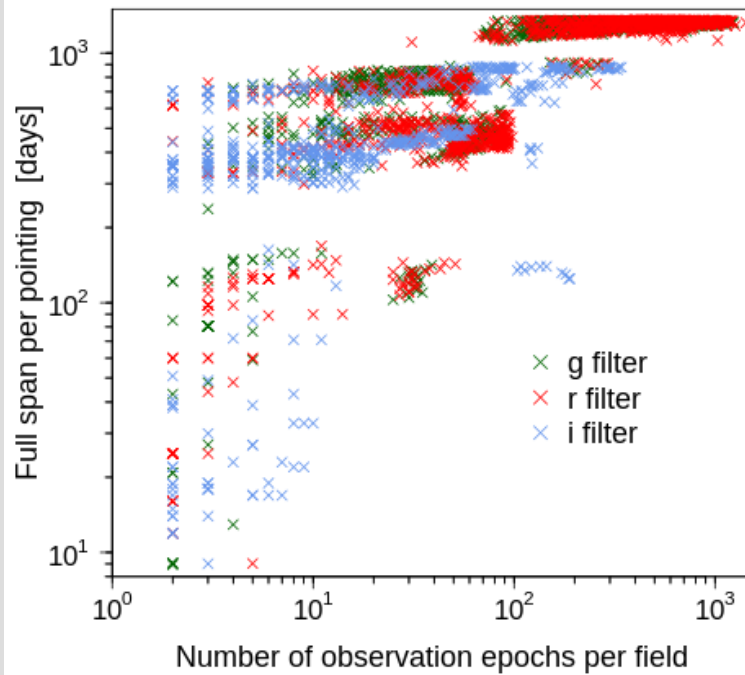 10³
10²
10¹
Full span per pointing [days]
g filter
r filter
i filter
10⁰ 10¹ 10² 10³
Number of observation epochs per field